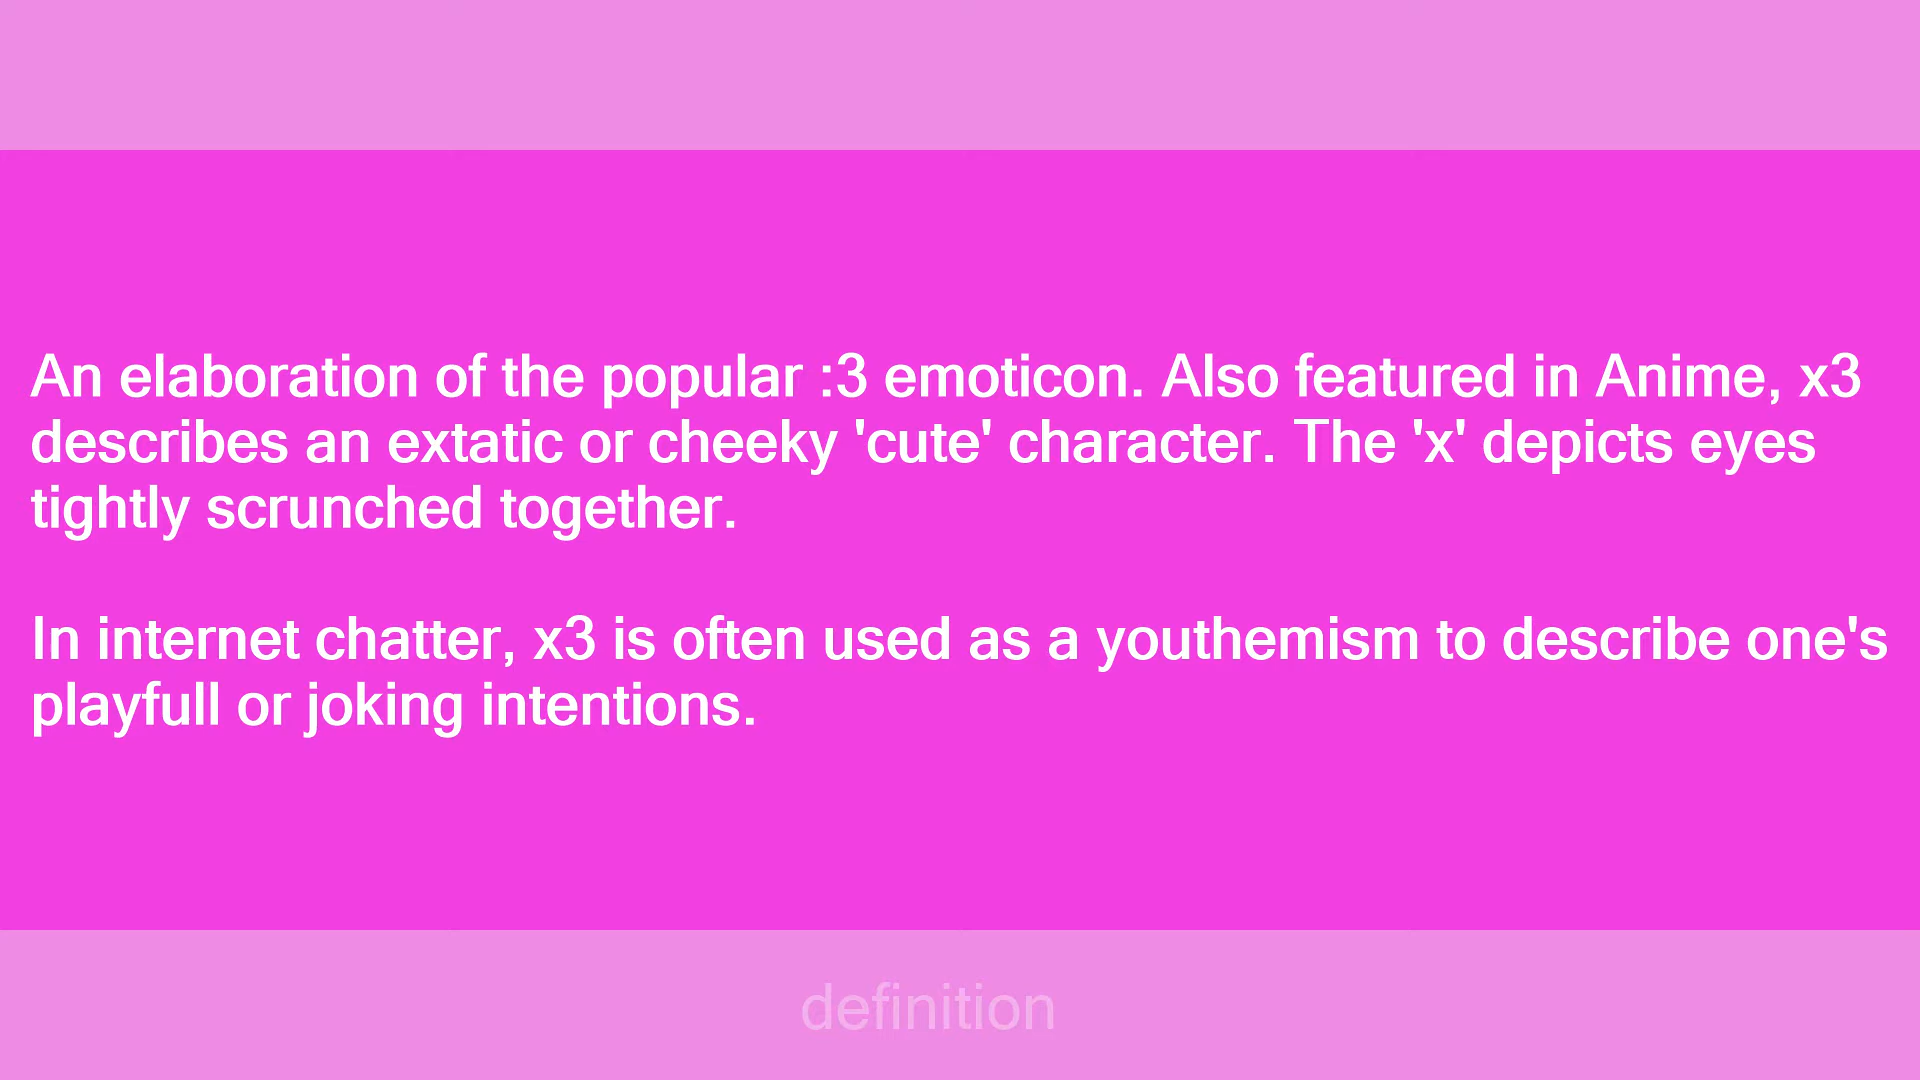 An elaboration of the popular :3 emoticon. Also featured in Anime, x3
describes an extatic or cheeky 'cute' character. The 'x' depicts eyes
tightly scrunched together.
In internet chatter, x3 is often used as a youthemism to describe one's
playfull or joking intentions.
definition